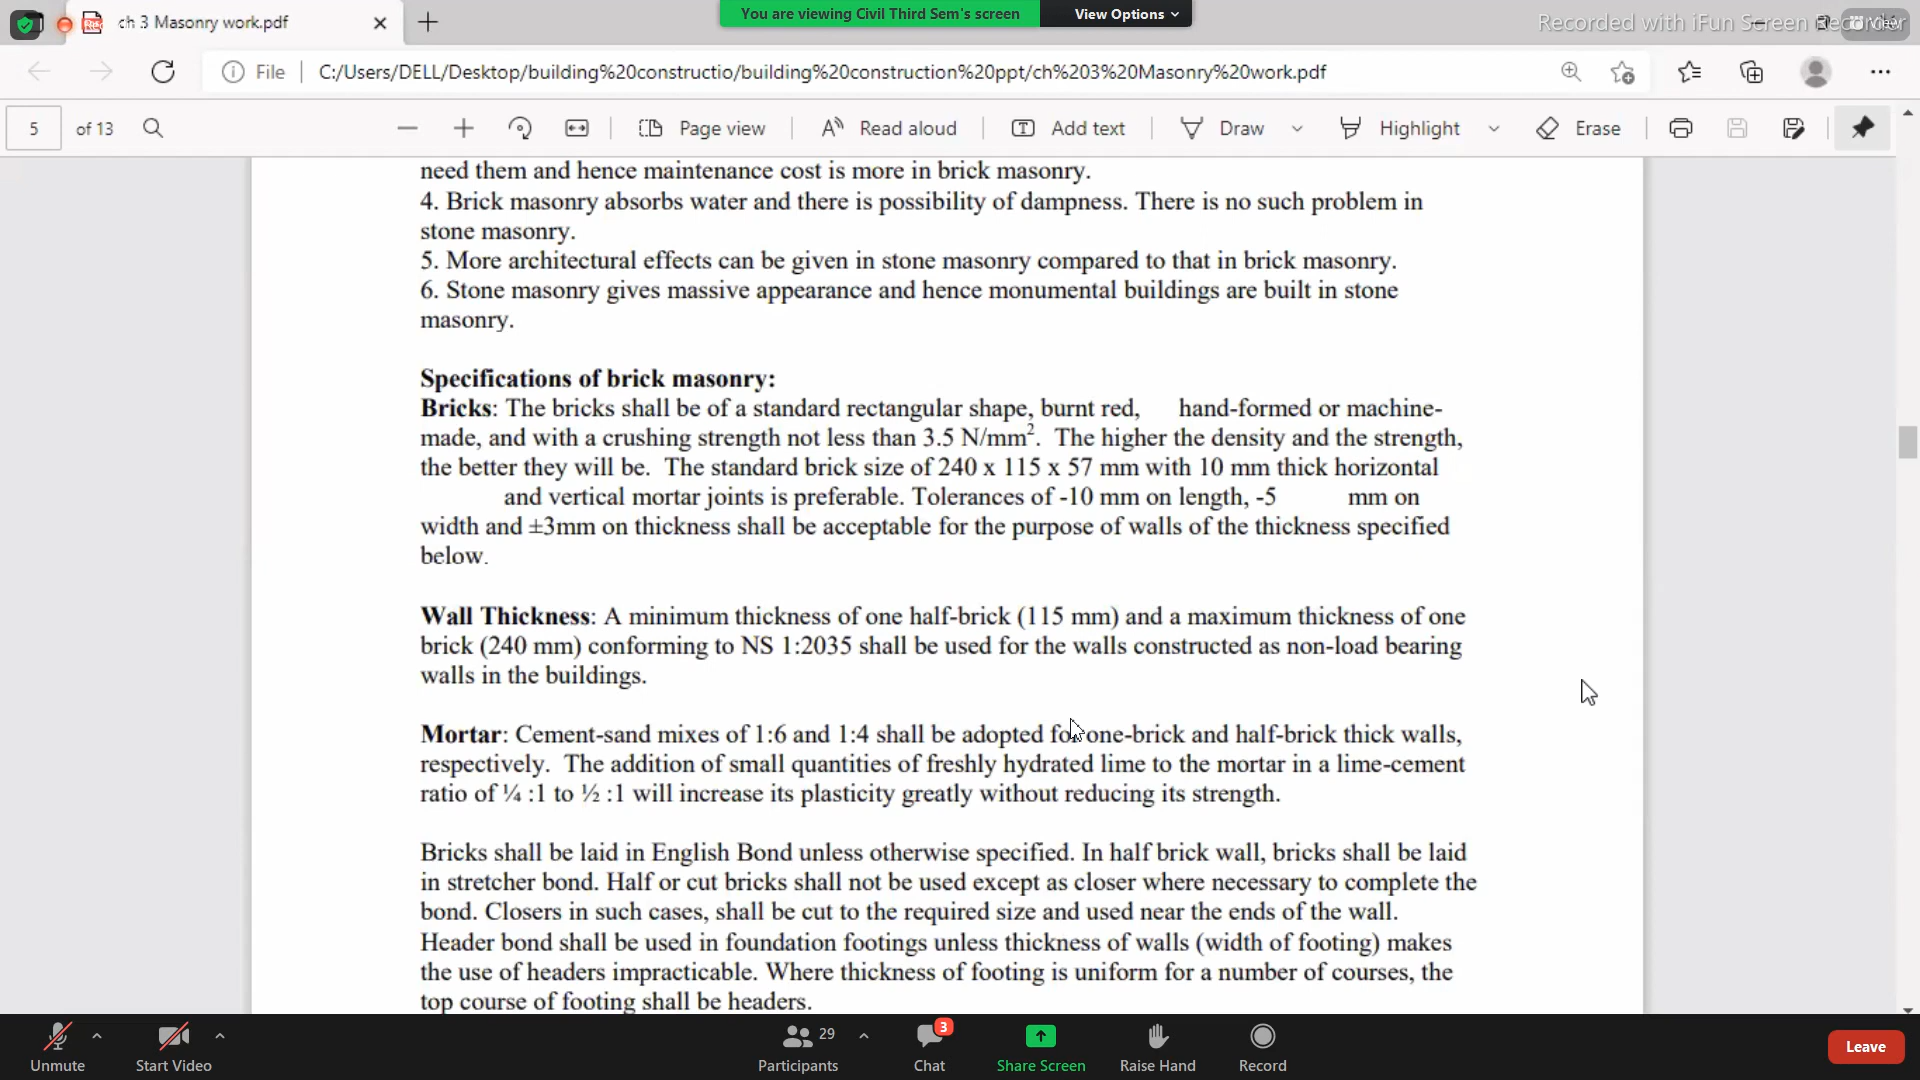 ch 3 Masonry work.pdf
You are viewing Civil Third Sem's screen
View Options
Recorded with iFun Screen Recorder
View
File
C:/Users/DELL/Desktop/building%20constructio/building%20construction%20ppt/ch%203%20Masonry%20work.pdf
5 of 13
Page view
Read aloud
Add text
Draw
Highlight
Erase
need them and hence maintenance cost is more in brick masonry.
4. Brick masonry absorbs water and there is possibility of dampness. There is no such problem in
stone masonry.
5. More architectural effects can be given in stone masonry compared to that in brick masonry.
6. Stone masonry gives massive appearance and hence monumental buildings are built in stone
masonry.
Specifications of brick masonry:
Bricks: The bricks shall be of a standard rectangular shape, burnt red, hand-formed or machine-
made, and with a crushing strength not less than 3.5 N/mm². The higher the density and the strength,
the better they will be. The standard brick size of 240 x 115 x 57 mm with 10 mm thick horizontal
and vertical mortar joints is preferable. Tolerances of -10 mm on length, -5 mm on
width and ±3mm on thickness shall be acceptable for the purpose of walls of the thickness specified
below.
Wall Thickness: A minimum thickness of one half-brick (115 mm) and a maximum thickness of one
brick (240 mm) conforming to NS 1:2035 shall be used for the walls constructed as non-load bearing
walls in the buildings.
Mortar: Cement-sand mixes of 1:6 and 1:4 shall be adopted for one-brick and half-brick thick walls,
respectively. The addition of small quantities of freshly hydrated lime to the mortar in a lime-cement
ratio of ¼ :1 to ½ :1 will increase its plasticity greatly without reducing its strength.
Bricks shall be laid in English Bond unless otherwise specified. In half brick wall, bricks shall be laid
in stretcher bond. Half or cut bricks shall not be used except as closer where necessary to complete the
bond. Closers in such cases, shall be cut to the required size and used near the ends of the wall.
Header bond shall be used in foundation footings unless thickness of walls (width of footing) makes
the use of headers impracticable. Where thickness of footing is uniform for a number of courses, the
top course of footing shall be headers.
Unmute
Start Video
29
Participants
3
Chat
Share Screen
Raise Hand
Record
Leave